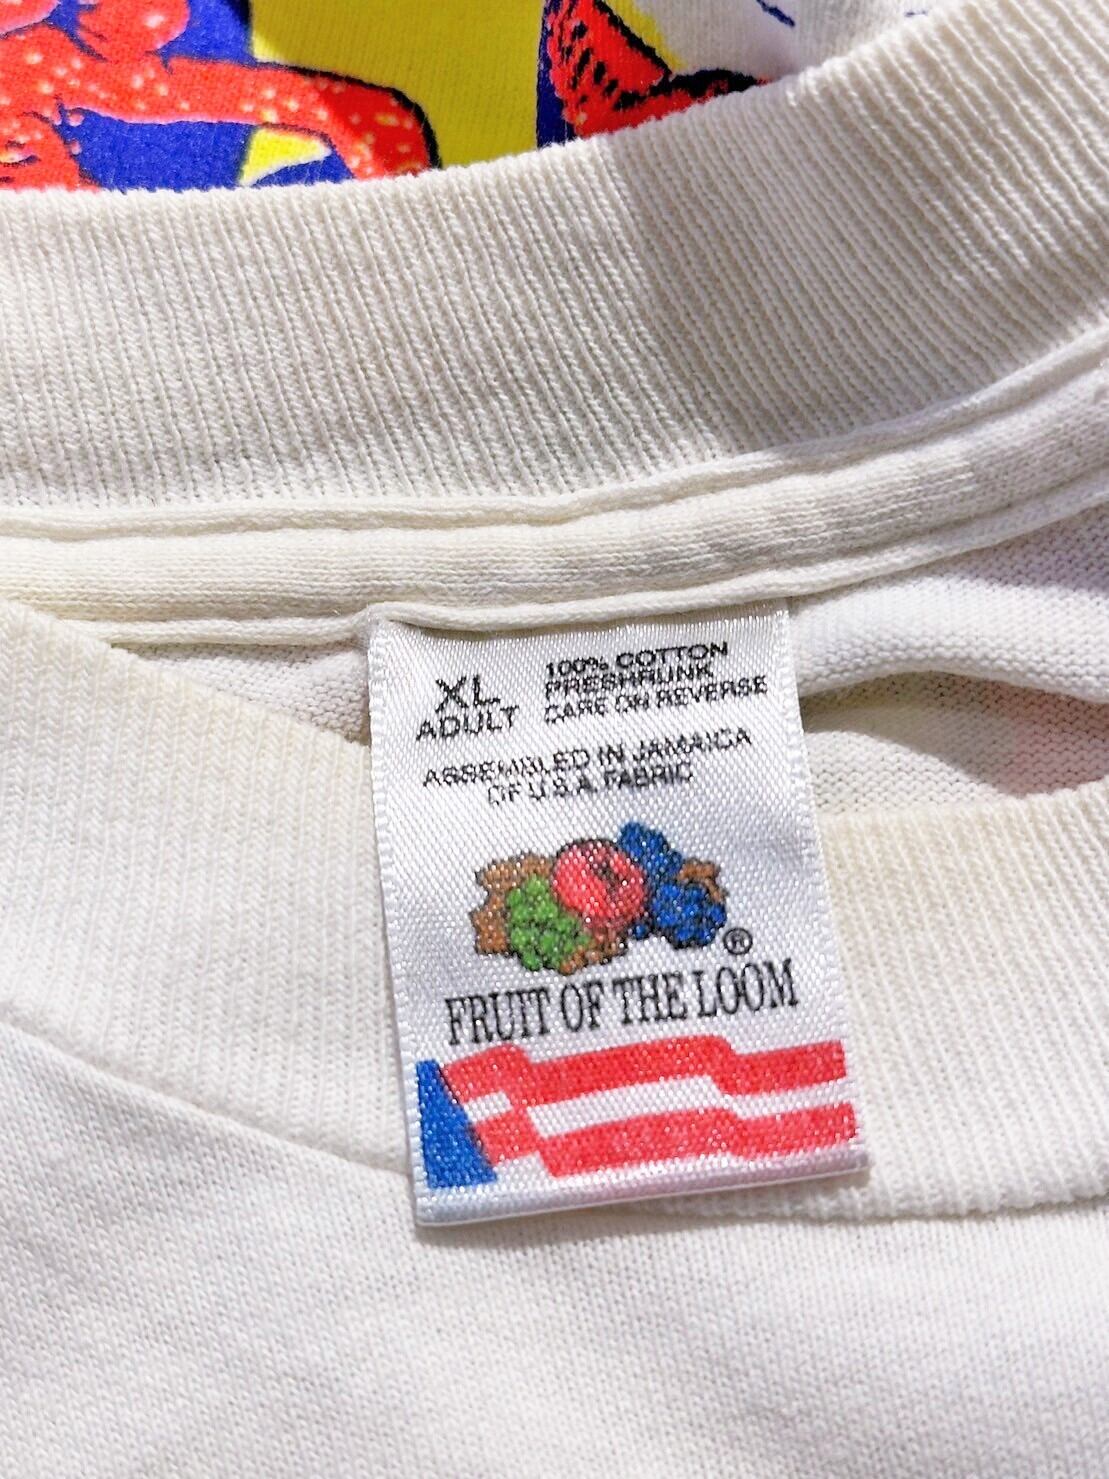 XL
ADULT
100% COTTON
PRESHRUNK
CARE ON REVERSE
ASSEMBLED IN JAMAICA
OF U.S.A. FABRIC
®
FRUIT OF THE LOOM